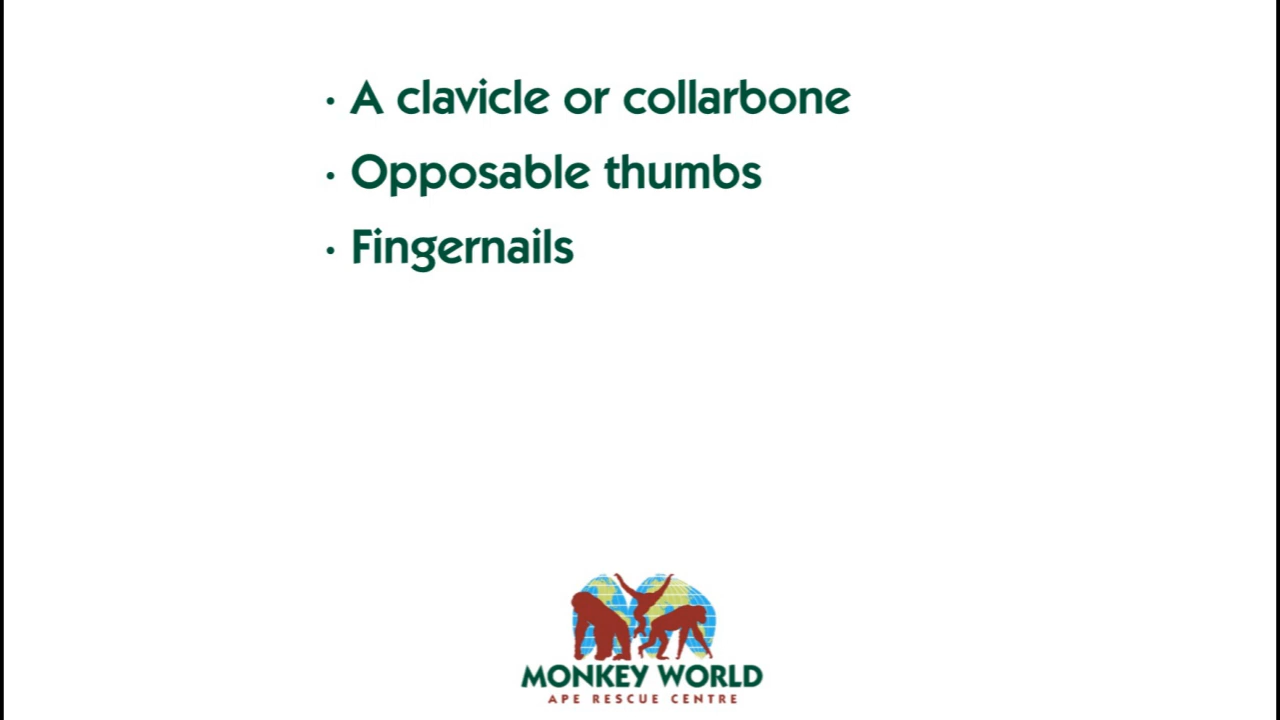 · A clavicle or collarbone
· Opposable thumbs
· Fingernails
MONKEY WORLD
APE RESCUE CENTRE